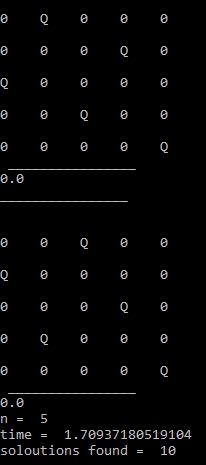 0 Q 0 0 0
0 0 0 Q 0
Q 0 0 0 0
0 0 Q 0 0
0 0 0 0 Q
________________
0.0
________________
0 0 Q 0 0
Q 0 0 0 0
0 0 0 Q 0
0 Q 0 0 0
0 0 0 0 Q
________________
0.0
n = 5
time = 1.70937180519104
soloutions found = 10